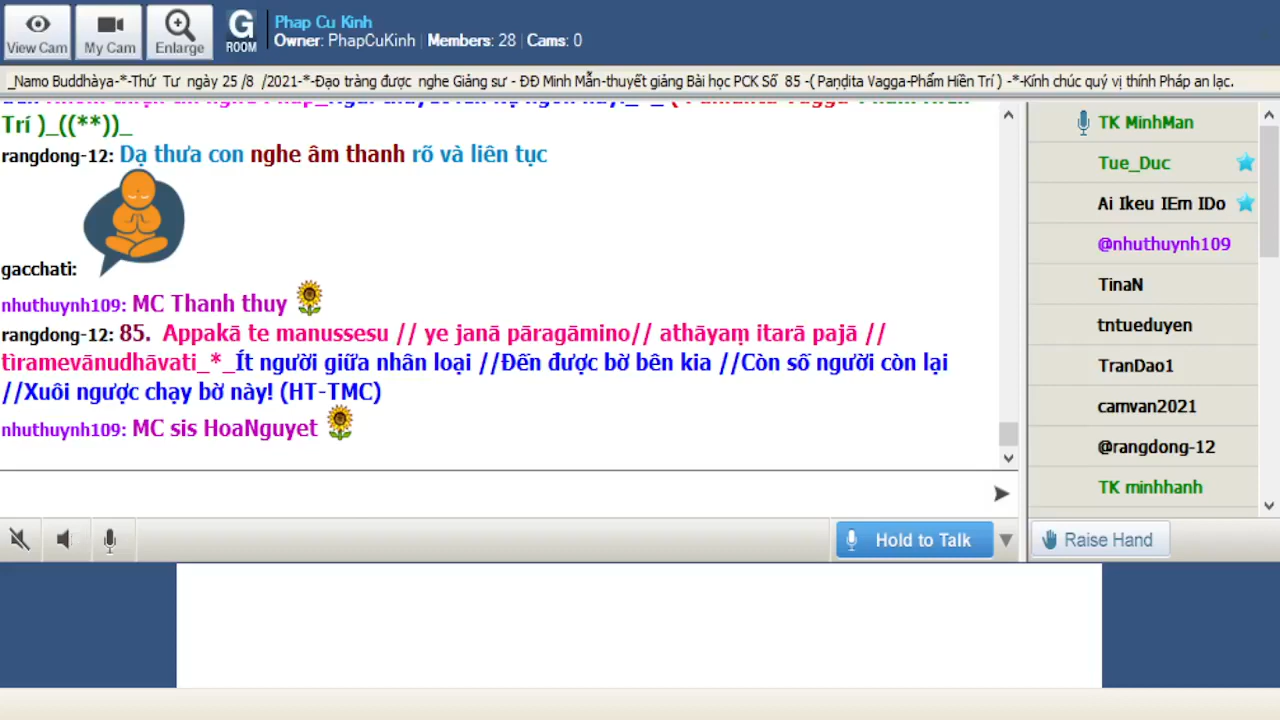 View Cam
My Cam
Enlarge
G
ROOM
Phap Cu Kinh
Owner: PhapCuKinh Members: 28 Cams: 0
_Namo Buddhàya-*-Thứ Tư ngày 25 /8 /2021-*-Đạo tràng được nghe Giảng sư - ĐĐ Minh Mẫn-thuyết giảng Bài học PCK Số 85 -( Paṇḍita Vagga-Phẩm Hiền Trí ) -*-Kính chúc quý vị thính Pháp an lạc.
Trí )_((**))_
rangdong-12: Dạ thưa con nghe âm thanh rõ và liên tục
gacchati:
nhuthuynh109: MC Thanh thuy
rangdong-12: 85. Appakā te manussesu // ye janā pāragāmino// athāyaṃ itarā pajā //
tìramevānudhāvati_*_Ít người giữa nhân loại //Đến được bờ bên kia //Còn số người còn lại
//Xuôi ngược chạy bờ này! (HT-TMC)
nhuthuynh109: MC sis HoaNguyet
Hold to Talk
TK MinhMan
Tue_Duc
Ai Ikeu IEm IDo
@nhuthuynh109
TinaN
tntueduyen
TranDao1
camvan2021
@rangdong-12
TK minhhanh
Raise Hand